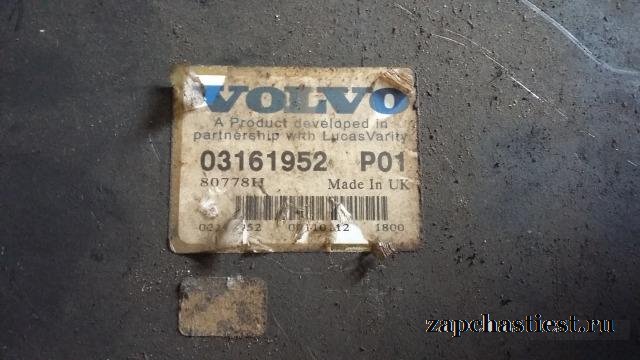 VOLVO
A Product developed in
partnership with LucasVarity
03161952 P01
80778H Made In UK
1800
zapchastiest.ru